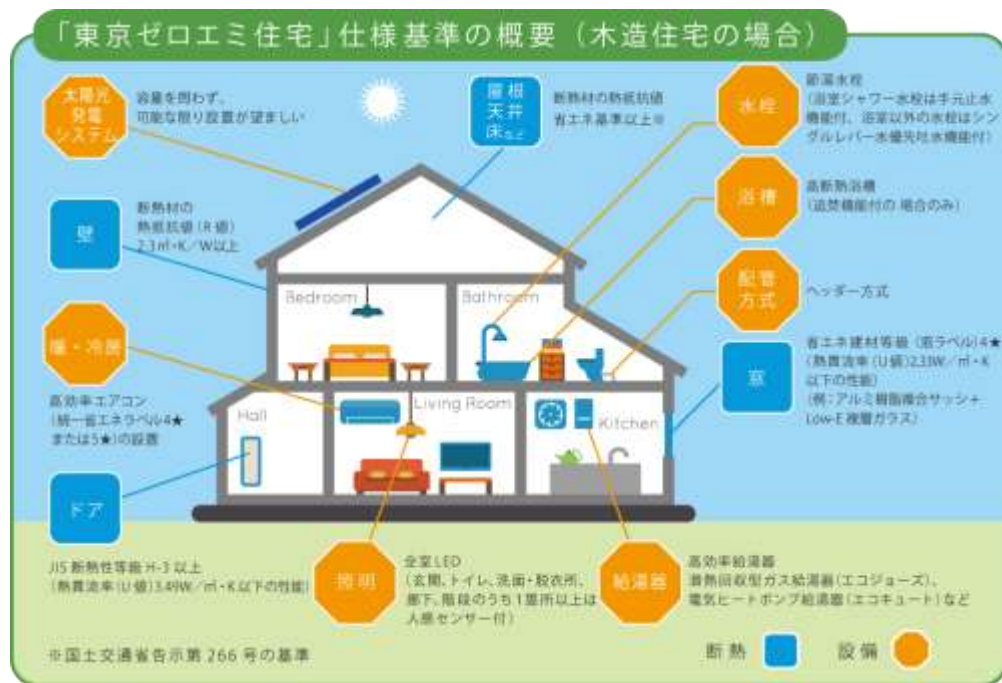 「東京ゼロエミ住宅」仕様基準の概要（木造住宅の場合）
太陽光
発電
システム
容量を問わず、
可能な限り設置が望ましい
屋根
天井
床など
断熱材の熱抵抗値
省エネ基準以上※
水栓
節湯水栓
（浴室シャワー水栓は手元止水
機能付、浴室以外の水栓はシン
グルレバー水優先吐水機能付）
壁
断熱材の
熱抵抗値（R値）
2.3㎡・K／W以上
浴槽
高断熱浴槽
（追焚機能付の 場合のみ）
配管
方式
ヘッダー方式
Bedroom
Bathroom
暖・冷房
高効率エアコン
（統一省エネラベル4★
または5★）の設置
窓
省エネ建材等級（窓ラベル）4★
（熱貫流率（U値）2.33W／㎡・K
以下の性能）
（例：アルミ樹脂複合サッシ＋
Low-E複層ガラス）
Hall
Living Room
Kitchen
ドア
JIS断熱性等級 H-3 以上
（熱貫流率（U値）3.49W／㎡・K以下の性能）
照明
全室LED
（玄関、トイレ、洗面・脱衣所、
廊下、階段のうち1箇所以上は
人感センサー付）
給湯器
高効率給湯器
潜熱回収型ガス給湯器（エコジョーズ）、
電気ヒートポンプ給湯器（エコキュート）など
※国土交通省告示第 266 号の基準
断熱
設備